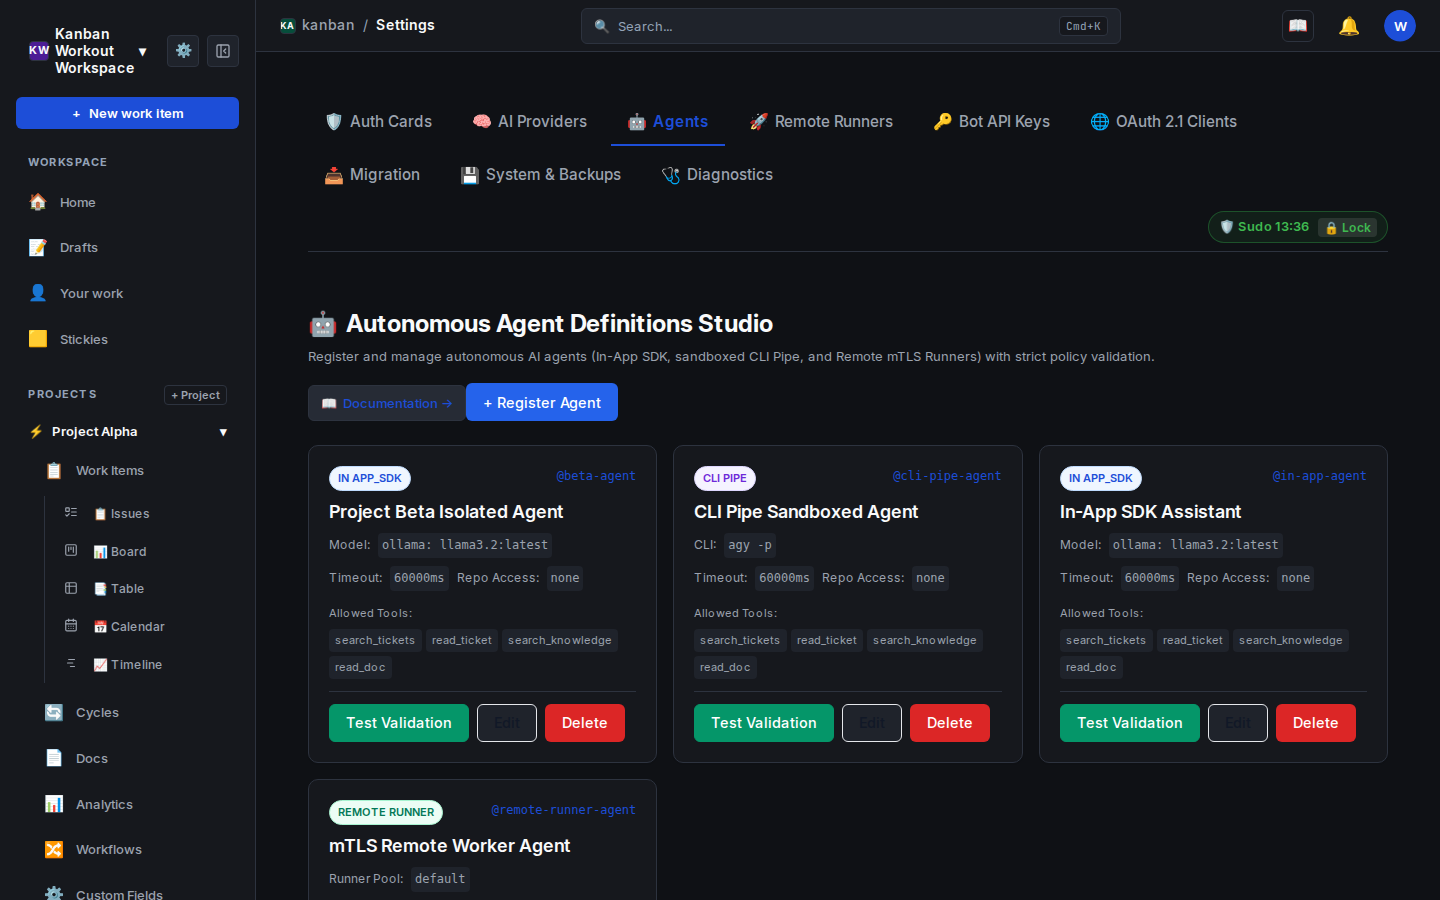 KW
Kanban
Workout
Workspace
▾
+ New work item
WORKSPACE
Home
Drafts
Your work
Stickies
PROJECTS
+ Project
Project Alpha
▾
Work Items
Issues
Board
Table
Calendar
Timeline
Cycles
Docs
Analytics
Workflows
Custom Fields
KA kanban / Settings
Search...
Cmd+K
W
Auth Cards
AI Providers
Agents
Remote Runners
Bot API Keys
OAuth 2.1 Clients
Migration
System & Backups
Diagnostics
Sudo 13:36
Lock
Autonomous Agent Definitions Studio
Register and manage autonomous AI agents (In-App SDK, sandboxed CLI Pipe, and Remote mTLS Runners) with strict policy validation.
Documentation →
+ Register Agent
IN APP_SDK
@beta-agent
Project Beta Isolated Agent
Model: ollama: llama3.2:latest
Timeout: 60000ms Repo Access: none
Allowed Tools:
search_tickets read_ticket search_knowledge
read_doc
Test Validation Edit Delete
CLI PIPE
@cli-pipe-agent
CLI Pipe Sandboxed Agent
CLI: agy -p
Timeout: 60000ms Repo Access: none
Allowed Tools:
search_tickets read_ticket search_knowledge
read_doc
Test Validation Edit Delete
IN APP_SDK
@in-app-agent
In-App SDK Assistant
Model: ollama: llama3.2:latest
Timeout: 60000ms Repo Access: none
Allowed Tools:
search_tickets read_ticket search_knowledge
read_doc
Test Validation Edit Delete
REMOTE RUNNER
@remote-runner-agent
mTLS Remote Worker Agent
Runner Pool: default